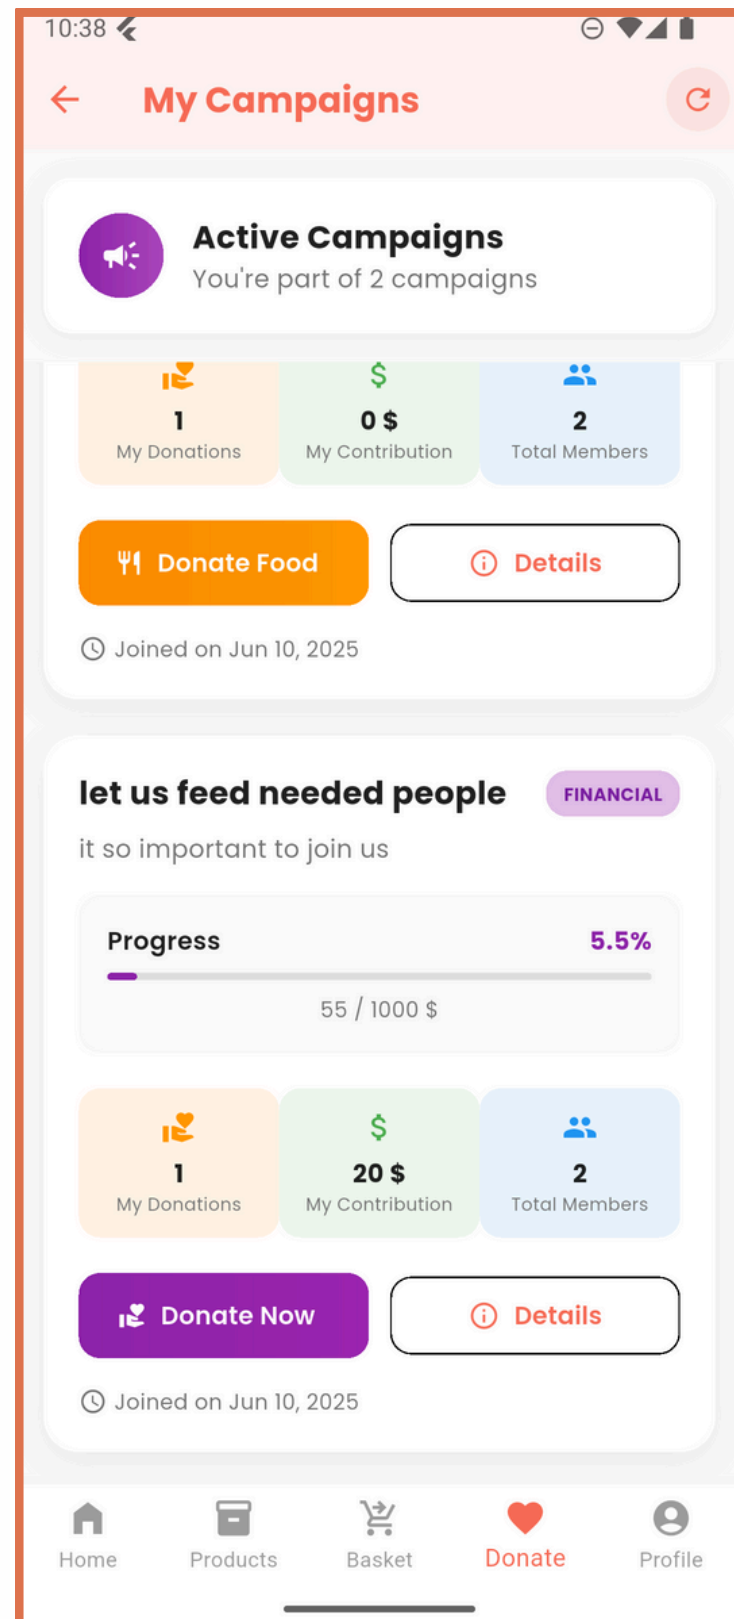 10:38
My Campaigns
Active Campaigns
You're part of 2 campaigns
1
My Donations
0 $
My Contribution
2
Total Members
Donate Food
Details
Joined on Jun 10, 2025
let us feed needed people
FINANCIAL
it so important to join us
Progress
5.5%
55 / 1000 $
1
My Donations
20 $
My Contribution
2
Total Members
Donate Now
Details
Joined on Jun 10, 2025
Home
Products
Basket
Donate
Profile